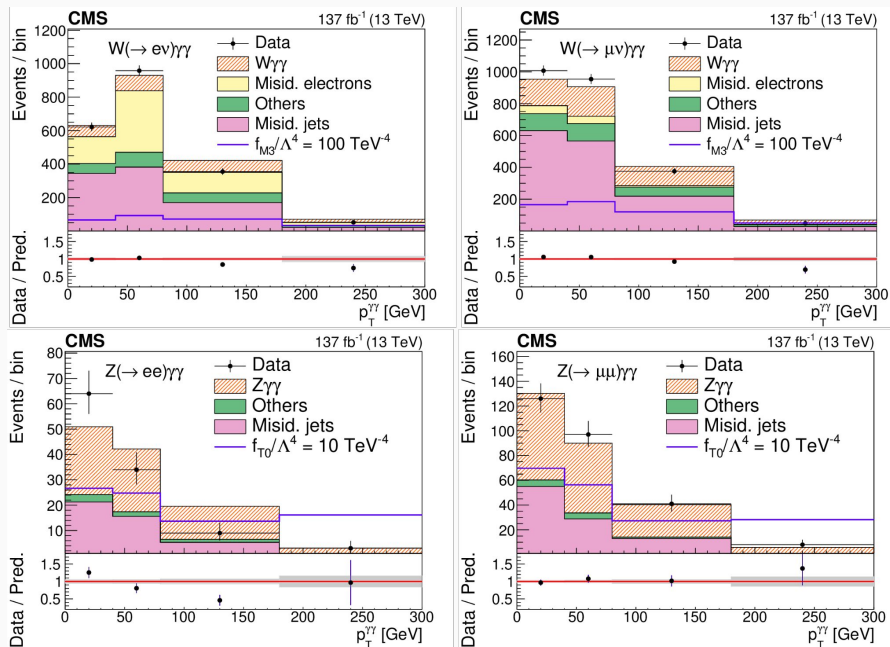 CMS 137 fb⁻¹ (13 TeV)
Events / bin
1200
1000
800
600
400
200
W(→ eν)γγ
Data
Wγγ
Misid. electrons
Others
Misid. jets
f_M3/Λ⁴ = 100 TeV⁻⁴
Data / Pred.
1.5
1
0.5
0 50 100 150 200 250 300
p_T^γγ [GeV]
CMS 137 fb⁻¹ (13 TeV)
Events / bin
1200
1000
800
600
400
200
W(→ μν)γγ
Data
Wγγ
Misid. electrons
Others
Misid. jets
f_M3/Λ⁴ = 100 TeV⁻⁴
Data / Pred.
1.5
1
0.5
0 50 100 150 200 250 300
p_T^γγ [GeV]
CMS 137 fb⁻¹ (13 TeV)
Events / bin
80
70
60
50
40
30
20
10
Z(→ ee)γγ
Data
Zγγ
Others
Misid. jets
f_T0/Λ⁴ = 10 TeV⁻⁴
Data / Pred.
1.5
1
0.5
0 50 100 150 200 250 300
p_T^γγ [GeV]
CMS 137 fb⁻¹ (13 TeV)
Events / bin
160
140
120
100
80
60
40
20
Z(→ μμ)γγ
Data
Zγγ
Others
Misid. jets
f_T0/Λ⁴ = 10 TeV⁻⁴
Data / Pred.
1.5
1
0.5
0 50 100 150 200 250 300
p_T^γγ [GeV]